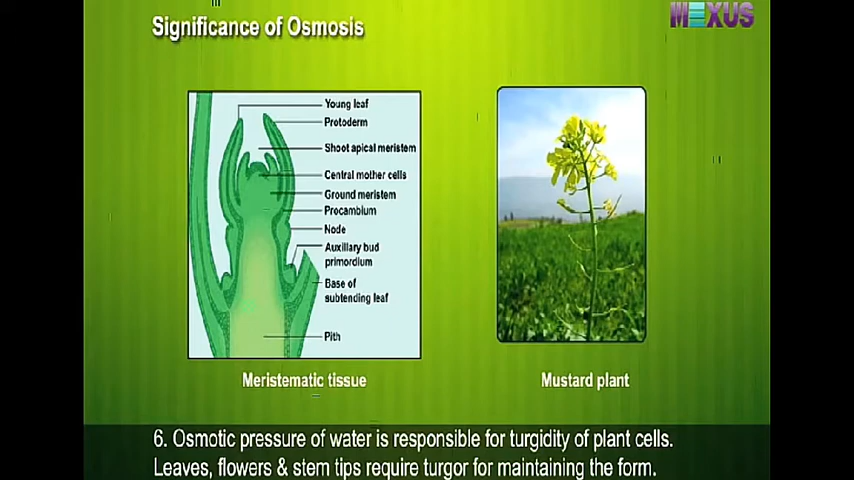 Significance of Osmosis
MEXUS
Young leaf
Protoderm
Shoot apical meristem
Central mother cells
Ground meristem
Procambium
Node
Auxillary bud
primordium
Base of
subtending leaf
Pith
Meristematic tissue
Mustard plant
6. Osmotic pressure of water is responsible for turgidity of plant cells.
Leaves, flowers & stem tips require turgor for maintaining the form.